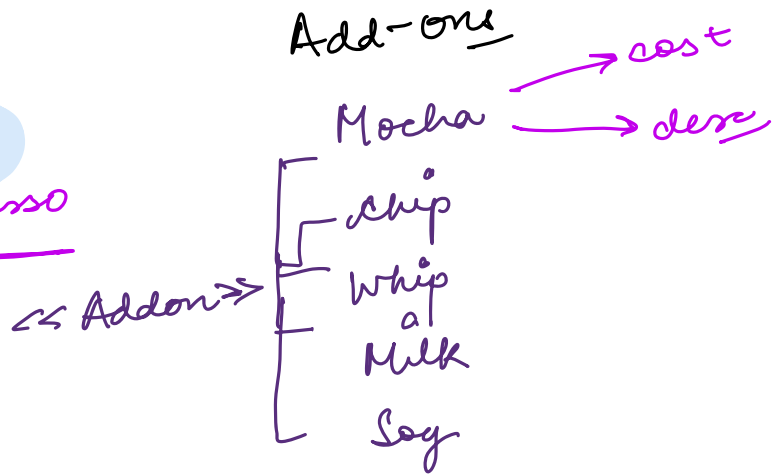 Add-ons
cost
Mocha
desc
Chip
sso
Whip
<< Addon >>
a
Milk
Soy